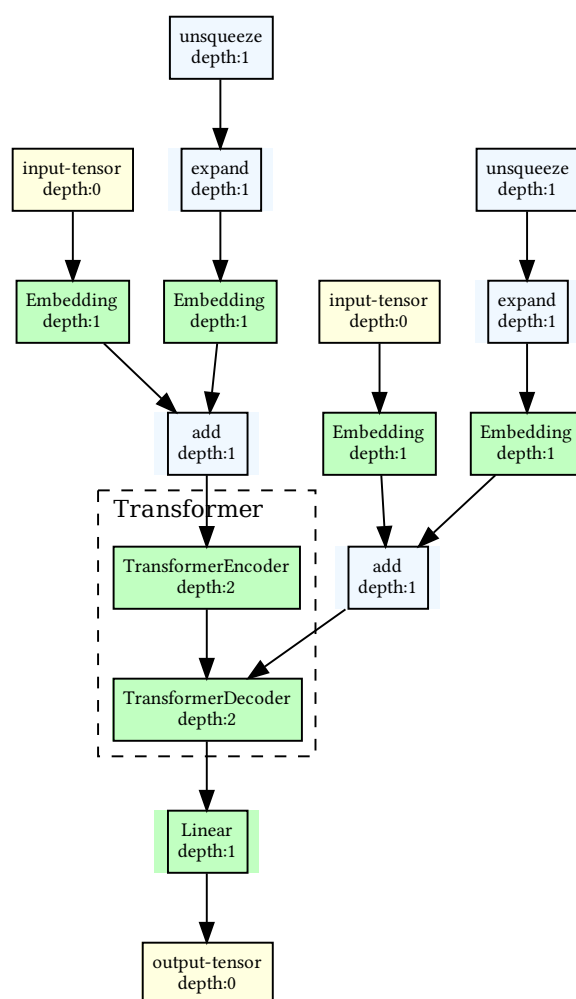 unsqueeze
depth:1
input-tensor
depth:0
expand
depth:1
unsqueeze
depth:1
Embedding
depth:1
Embedding
depth:1
input-tensor
depth:0
expand
depth:1
add
depth:1
Embedding
depth:1
Embedding
depth:1
Transformer
TransformerEncoder
depth:2
add
depth:1
TransformerDecoder
depth:2
Linear
depth:1
output-tensor
depth:0